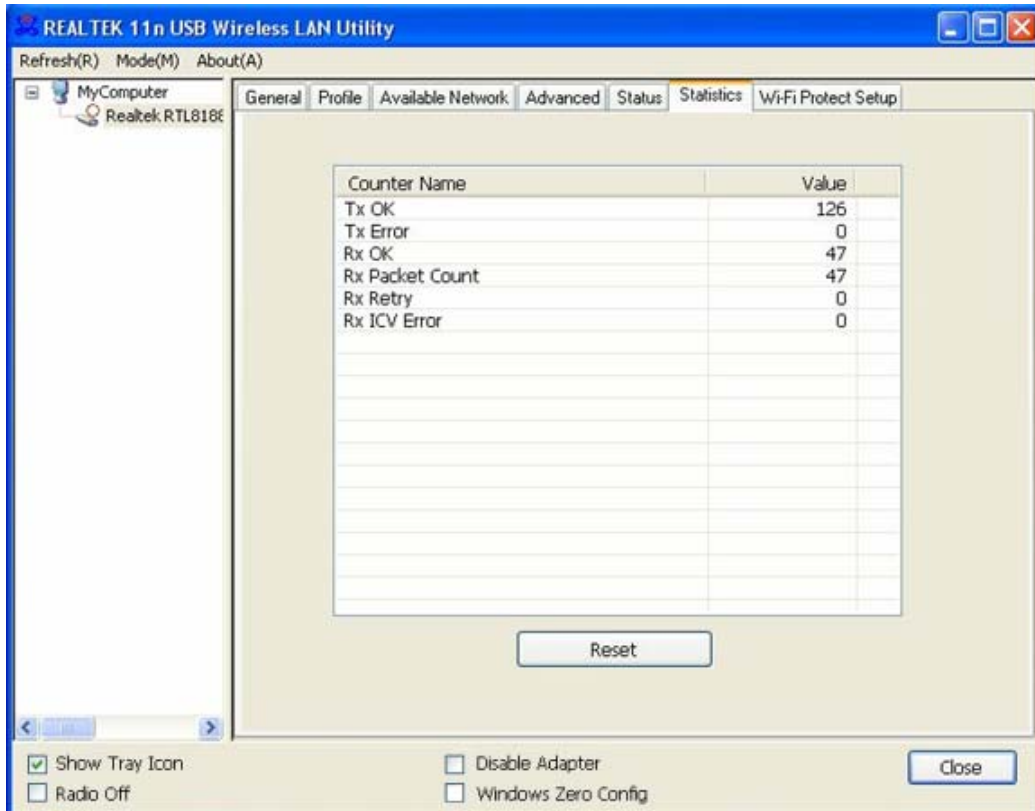 REALTEK 11n USB Wireless LAN Utility
Refresh(R) Mode(M) About(A)
MyComputer
Realtek RTL8188
General Profile Available Network Advanced Status Statistics Wi-Fi Protect Setup
Counter Name Value
Tx OK 126
Tx Error 0
Rx OK 47
Rx Packet Count 47
Rx Retry 0
Rx ICV Error 0
Reset
Show Tray Icon Disable Adapter Close
Radio Off Windows Zero Config